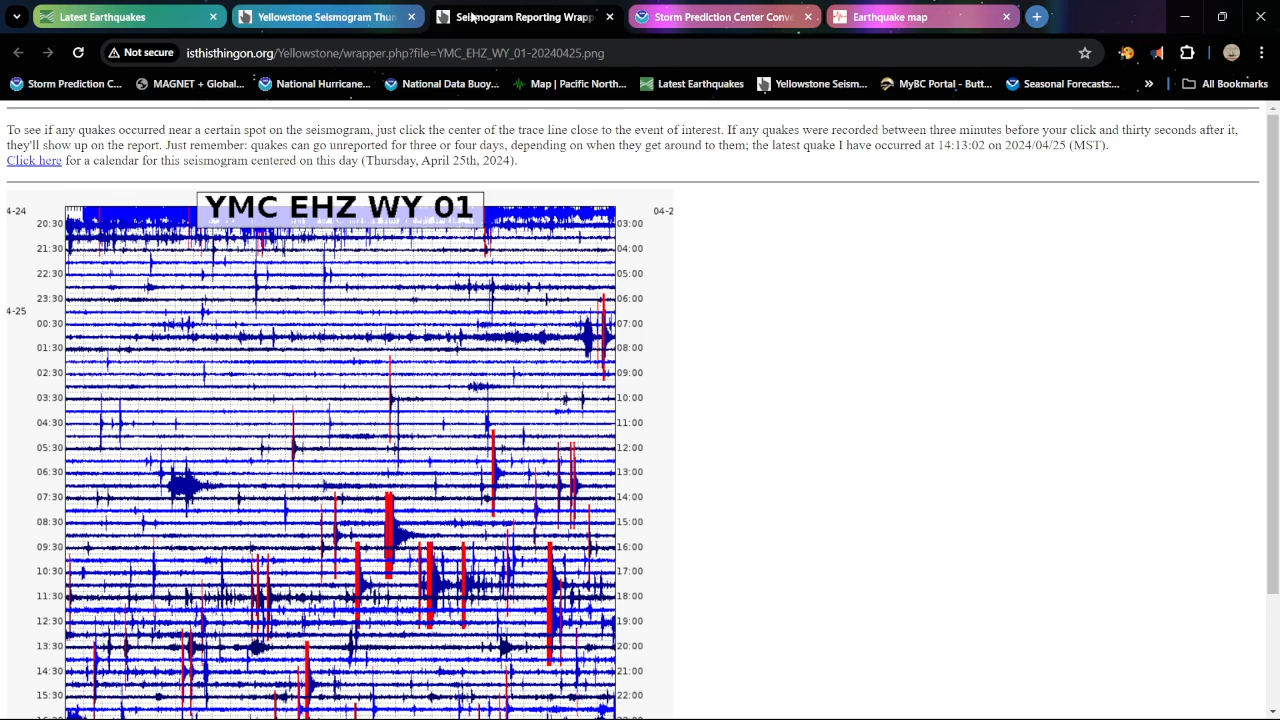 Latest Earthquakes
Yellowstone Seismogram Thun
Seismogram Reporting Wrapp
Storm Prediction Center Conve
Earthquake map
Not secure
isthisthingon.org/Yellowstone/wrapper.php?file=YMC_EHZ_WY_01-20240425.png
Storm Prediction C...
MAGNET + Global...
National Hurricane...
National Data Buoy...
Map | Pacific North...
Latest Earthquakes
Yellowstone Seism...
MyBC Portal - Butt...
Seasonal Forecasts:...
»
All Bookmarks
To see if any quakes occurred near a certain spot on the seismogram, just click the center of the trace line close to the event of interest. If any quakes were recorded between three minutes before your click and thirty seconds after it,
they'll show up on the report. Just remember: quakes can go unreported for three or four days, depending on when they get around to them; the latest quake I have occurred at 14:13:02 on 2024/04/25 (MST).
Click here for a calendar for this seismogram centered on this day (Thursday, April 25th, 2024).
YMC EHZ WY 01
4-24
04-2
20:30 03:00
21:30 04:00
22:30 05:00
23:30 06:00
4-25
00:30 07:00
01:30 08:00
02:30 09:00
03:30 10:00
04:30 11:00
05:30 12:00
06:30 13:00
07:30 14:00
08:30 15:00
09:30 16:00
10:30 17:00
11:30 18:00
12:30 19:00
13:30 20:00
14:30 21:00
15:30 22:00